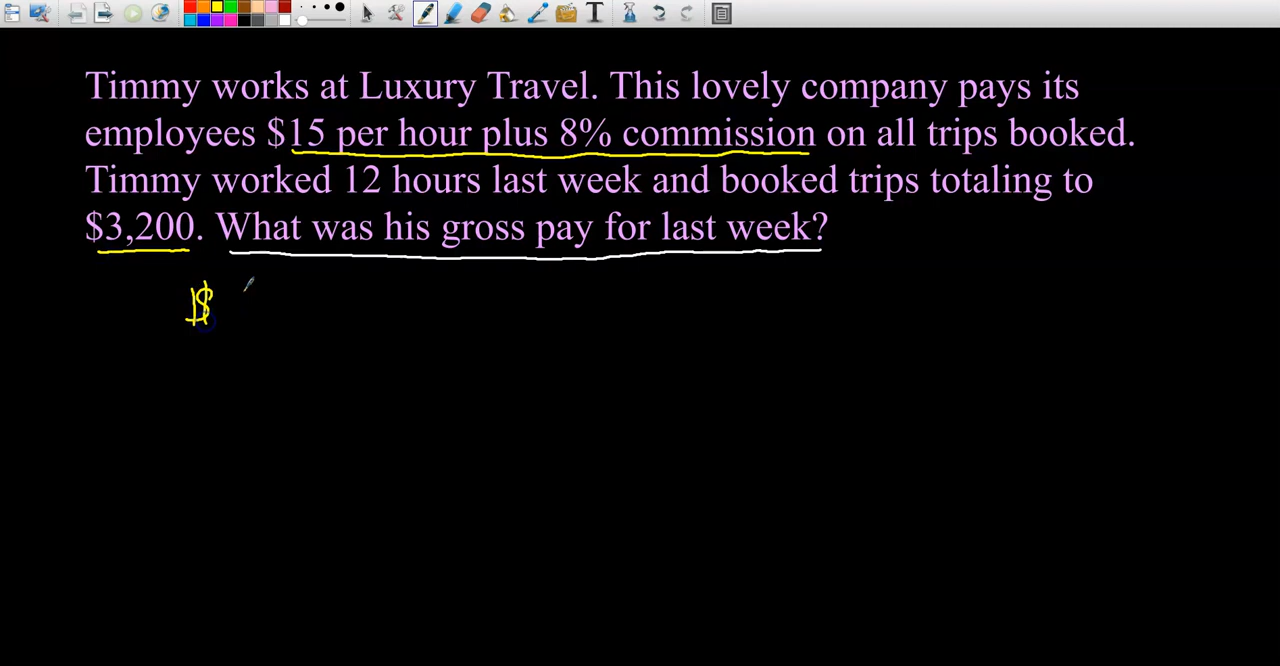 Timmy works at Luxury Travel. This lovely company pays its
employees $15 per hour plus 8% commission on all trips booked.
Timmy worked 12 hours last week and booked trips totaling to
$3,200. What was his gross pay for last week?
$